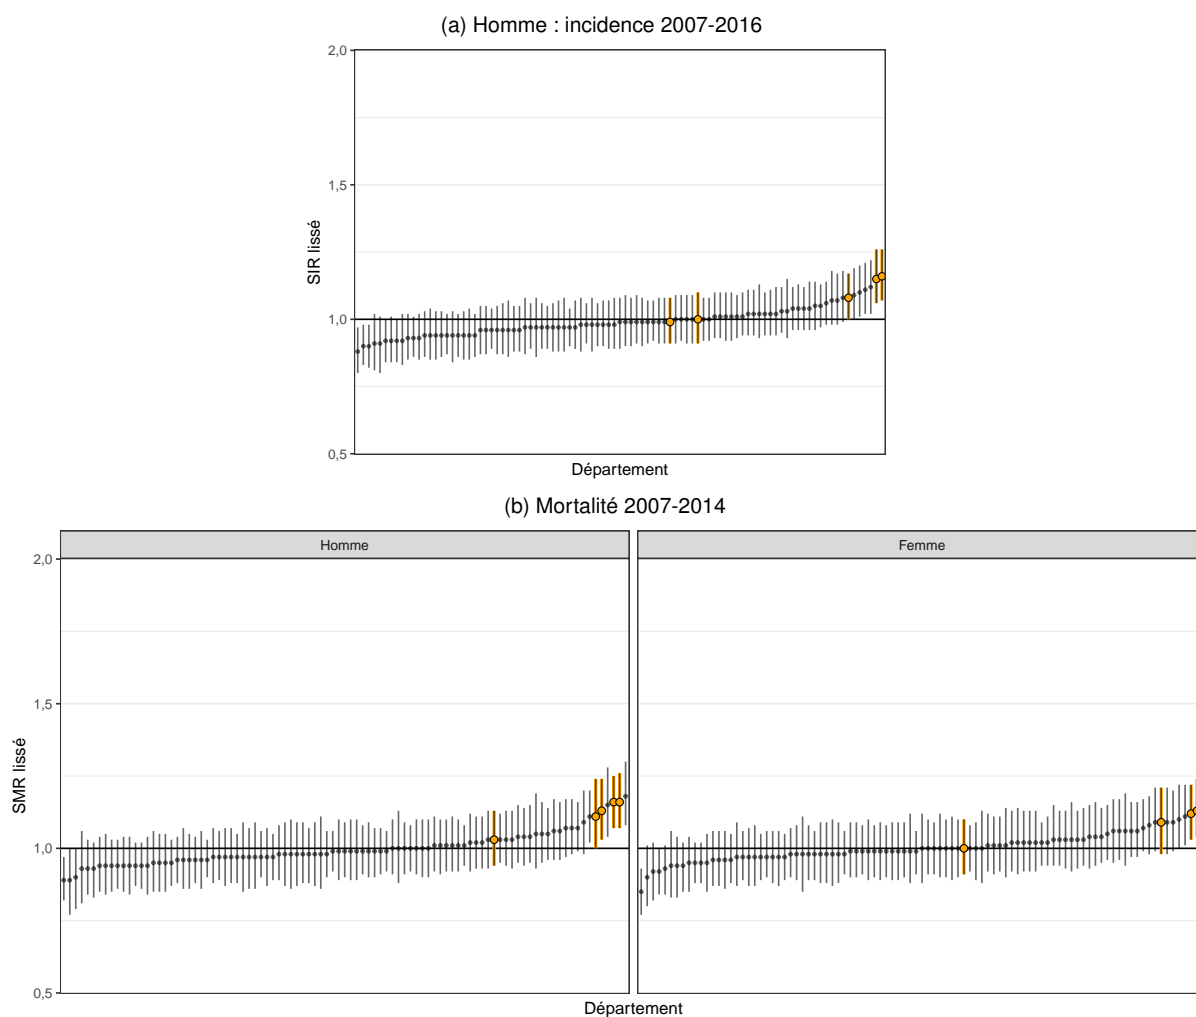 (a) Homme : incidence 2007-2016
2,0
1,5
1,0
0,5
SIR lissé
Département
(b) Mortalité 2007-2014
Homme
Femme
2,0
1,5
1,0
0,5
SMR lissé
Département